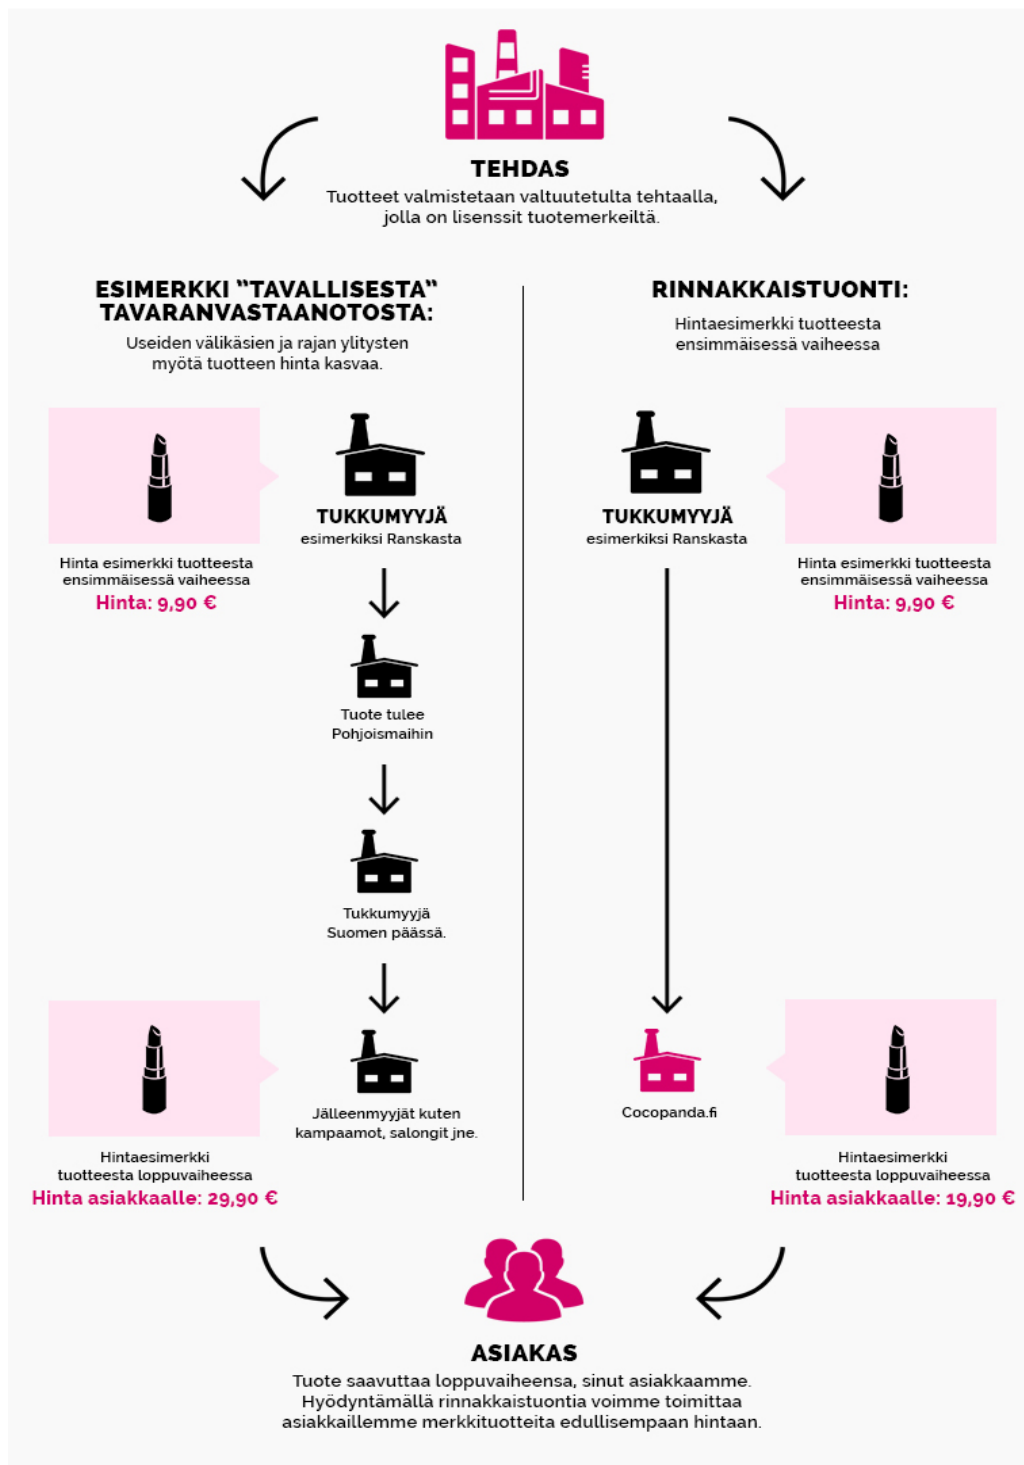 TEHDAS
Tuotteet valmistetaan valtuutetulta tehtaalla,
jolla on lisenssit tuotemerkeiltä.
ESIMERKKI "TAVALLISESTA"
TAVARANVASTAANOTOSTA:
Useiden välikäsien ja rajan ylitysten
myötä tuotteen hinta kasvaa.
TUKKUMYYJÄ
esimerkiksi Ranskasta
Hinta esimerkki tuotteesta
ensimmäisessä vaiheessa
Hinta: 9,90 €
Tuote tulee
Pohjoismaihin
Tukkumyyjä
Suomen päässä.
Jälleenmyyjät kuten
kampaamot, salongit jne.
Hintaesimerkki
tuotteesta loppuvaiheessa
Hinta asiakkaalle: 29,90 €
RINNAKKAISTUONTI:
Hintaesimerkki tuotteesta
ensimmäisessä vaiheessa
TUKKUMYYJÄ
esimerkiksi Ranskasta
Hinta esimerkki tuotteesta
ensimmäisessä vaiheessa
Hinta: 9,90 €
Cocopanda.fi
Hintaesimerkki
tuotteesta loppuvaiheessa
Hinta asiakkaalle: 19,90 €
ASIAKAS
Tuote saavuttaa loppuvaiheensa, sinut asiakkaamme.
Hyödyntämällä rinnakkaistuontia voimme toimittaa
asiakkaillemme merkkituotteita edullisempaan hintaan.